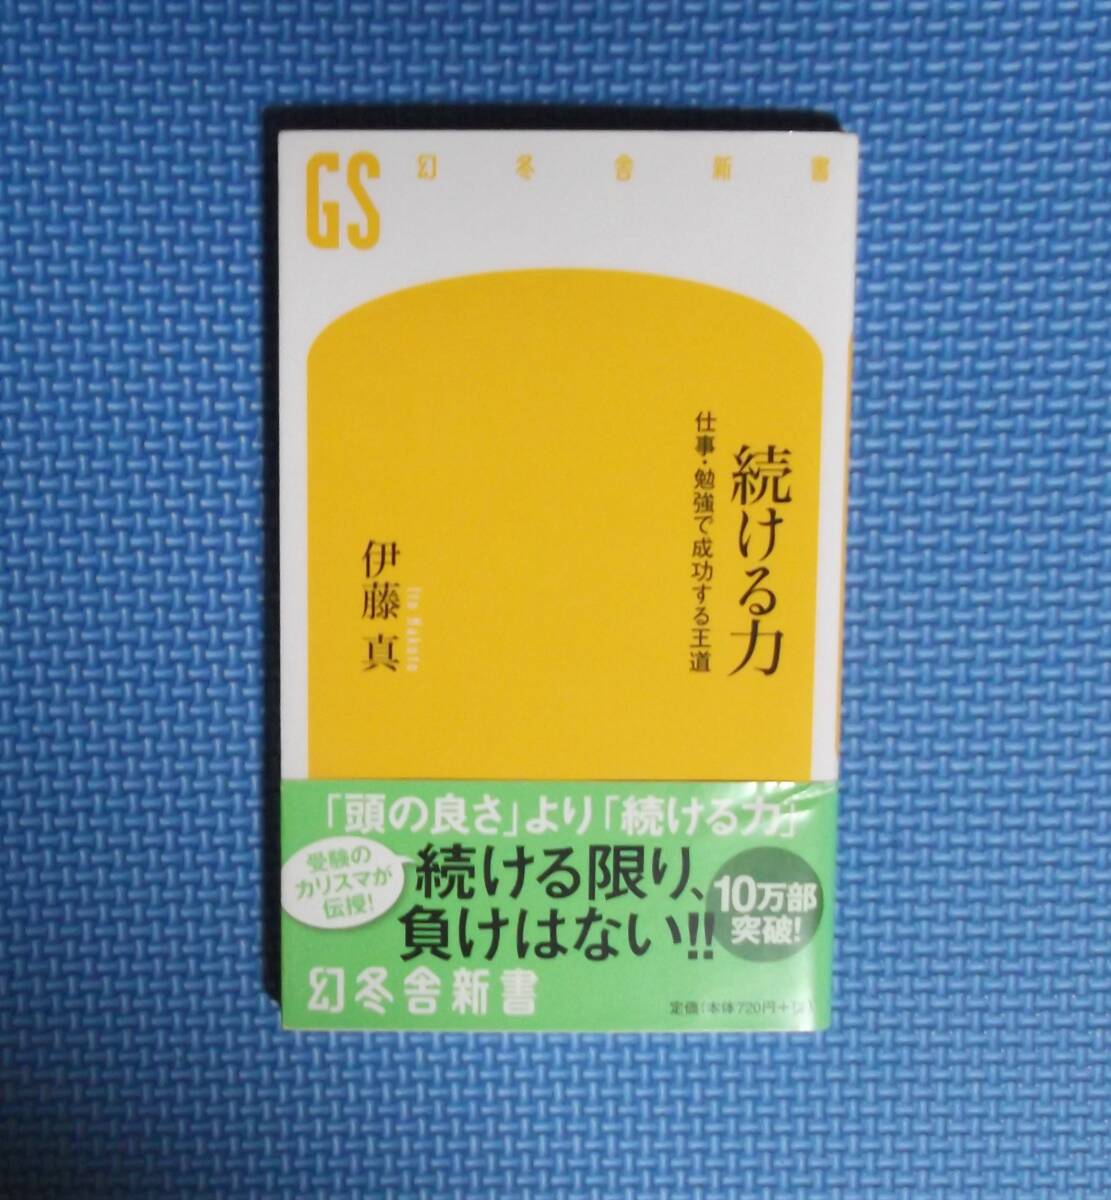 GS
幻冬舎新書
続ける力
仕事・勉強で成功する王道
伊藤 真
Ito Makoto
「頭の良さ」より「続ける力」
受験の
カリスマが
伝授!
続ける限り、
負けはない!!
10万部
突破!
幻冬舎新書
定価(本体720円+税)